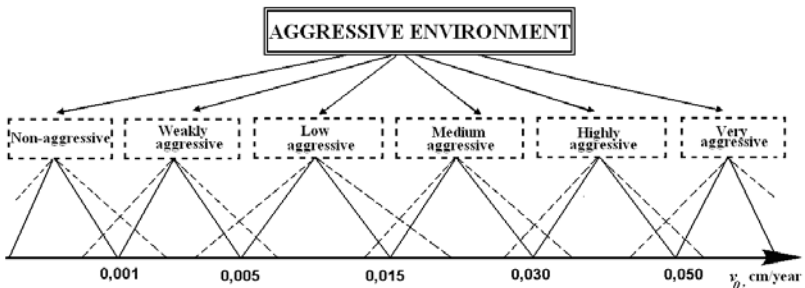 AGGRESSIVE ENVIRONMENT
Non-aggressive
Weakly
aggressive
Low
aggressive
Medium
aggressive
Highly
aggressive
Very
aggressive
0,001
0,005
0,015
0,030
0,050
v₀, cm/year